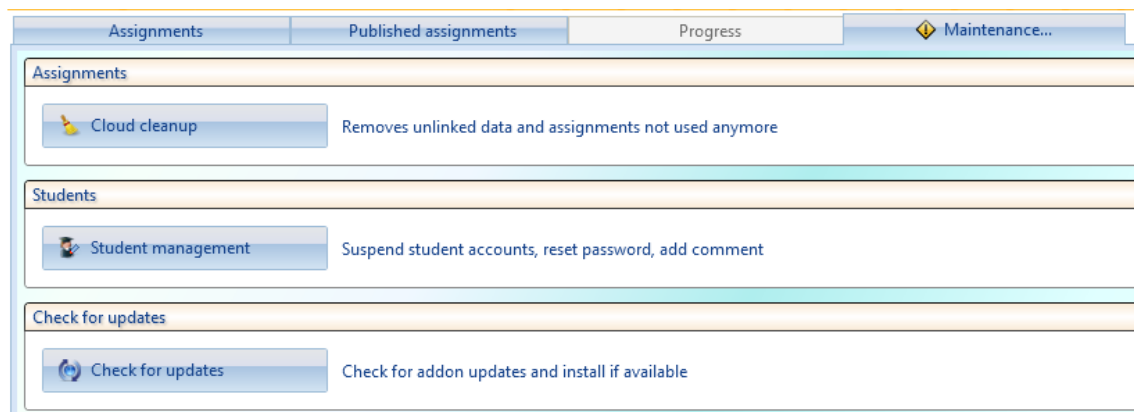 Assignments Published assignments Progress Maintenance...
Assignments
Cloud cleanup Removes unlinked data and assignments not used anymore
Students
Student management Suspend student accounts, reset password, add comment
Check for updates
Check for updates Check for addon updates and install if available